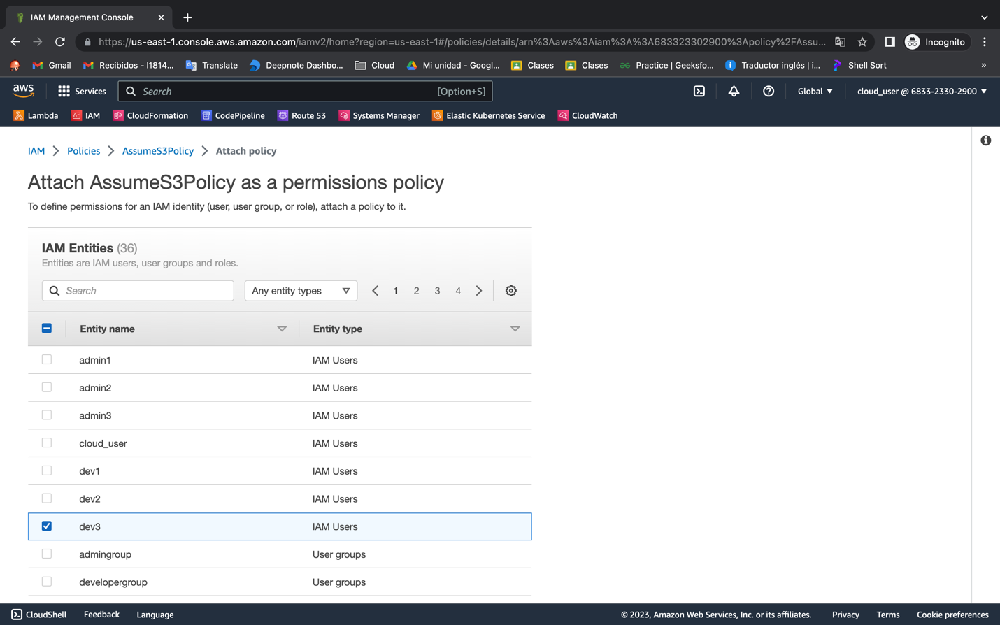 IAM Management Console
https://us-east-1.console.aws.amazon.com/iamv2/home?region=us-east-1#/policies/details/arn%3Aaws%3Aiam%3A%3A683323302900%3Apolicy%2FAssu...
Incognito
Gmail
Recibidos - l1814...
Translate
Deepnote Dashbo...
Cloud
Mi unidad - Googl...
Clases
Clases
Practice | Geeksfo...
Traductor inglés | i...
Shell Sort
»
aws
Services
Search
[Option+S]
Global
cloud_user @ 6833-2330-2900
Lambda
IAM
CloudFormation
CodePipeline
Route 53
Systems Manager
Elastic Kubernetes Service
CloudWatch
IAM > Policies > AssumeS3Policy > Attach policy
Attach AssumeS3Policy as a permissions policy
To define permissions for an IAM identity (user, user group, or role), attach a policy to it.
IAM Entities (36)
Entities are IAM users, user groups and roles.
Search
Any entity types
1 2 3 4
Entity name Entity type
admin1 IAM Users
admin2 IAM Users
admin3 IAM Users
cloud_user IAM Users
dev1 IAM Users
dev2 IAM Users
dev3 IAM Users
admingroup User groups
developergroup User groups
CloudShell
Feedback
Language
© 2023, Amazon Web Services, Inc. or its affiliates.
Privacy
Terms
Cookie preferences